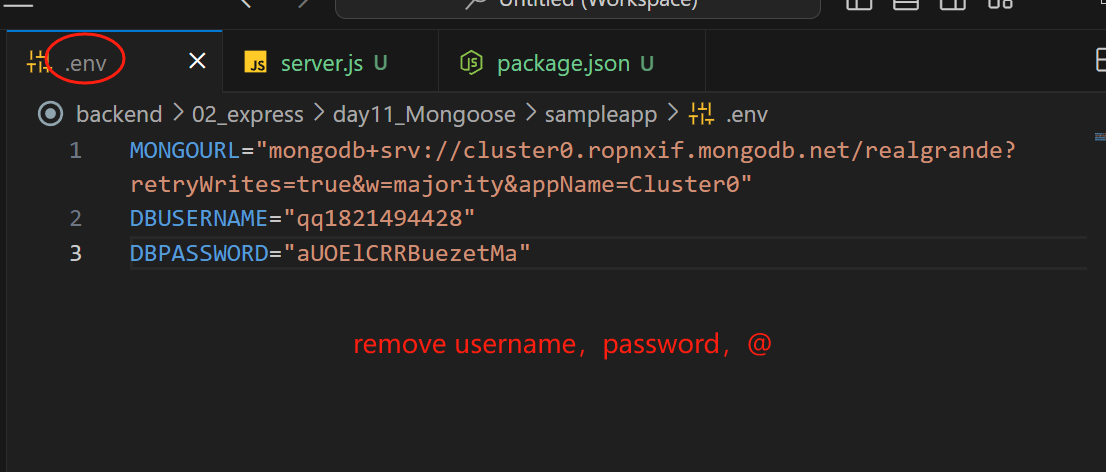 Untitled (Workspace)
.env
JS server.js U
JS package.json U
backend > 02_express > day11_Mongoose > sampleapp > .env
1 MONGOURL="mongodb+srv://cluster0.ropnxif.mongodb.net/realgrande?
retryWrites=true&w=majority&appName=Cluster0"
2 DBUSERNAME="qq1821494428"
3 DBPASSWORD="aUOElCRRBuezetMa"
remove username，password，@